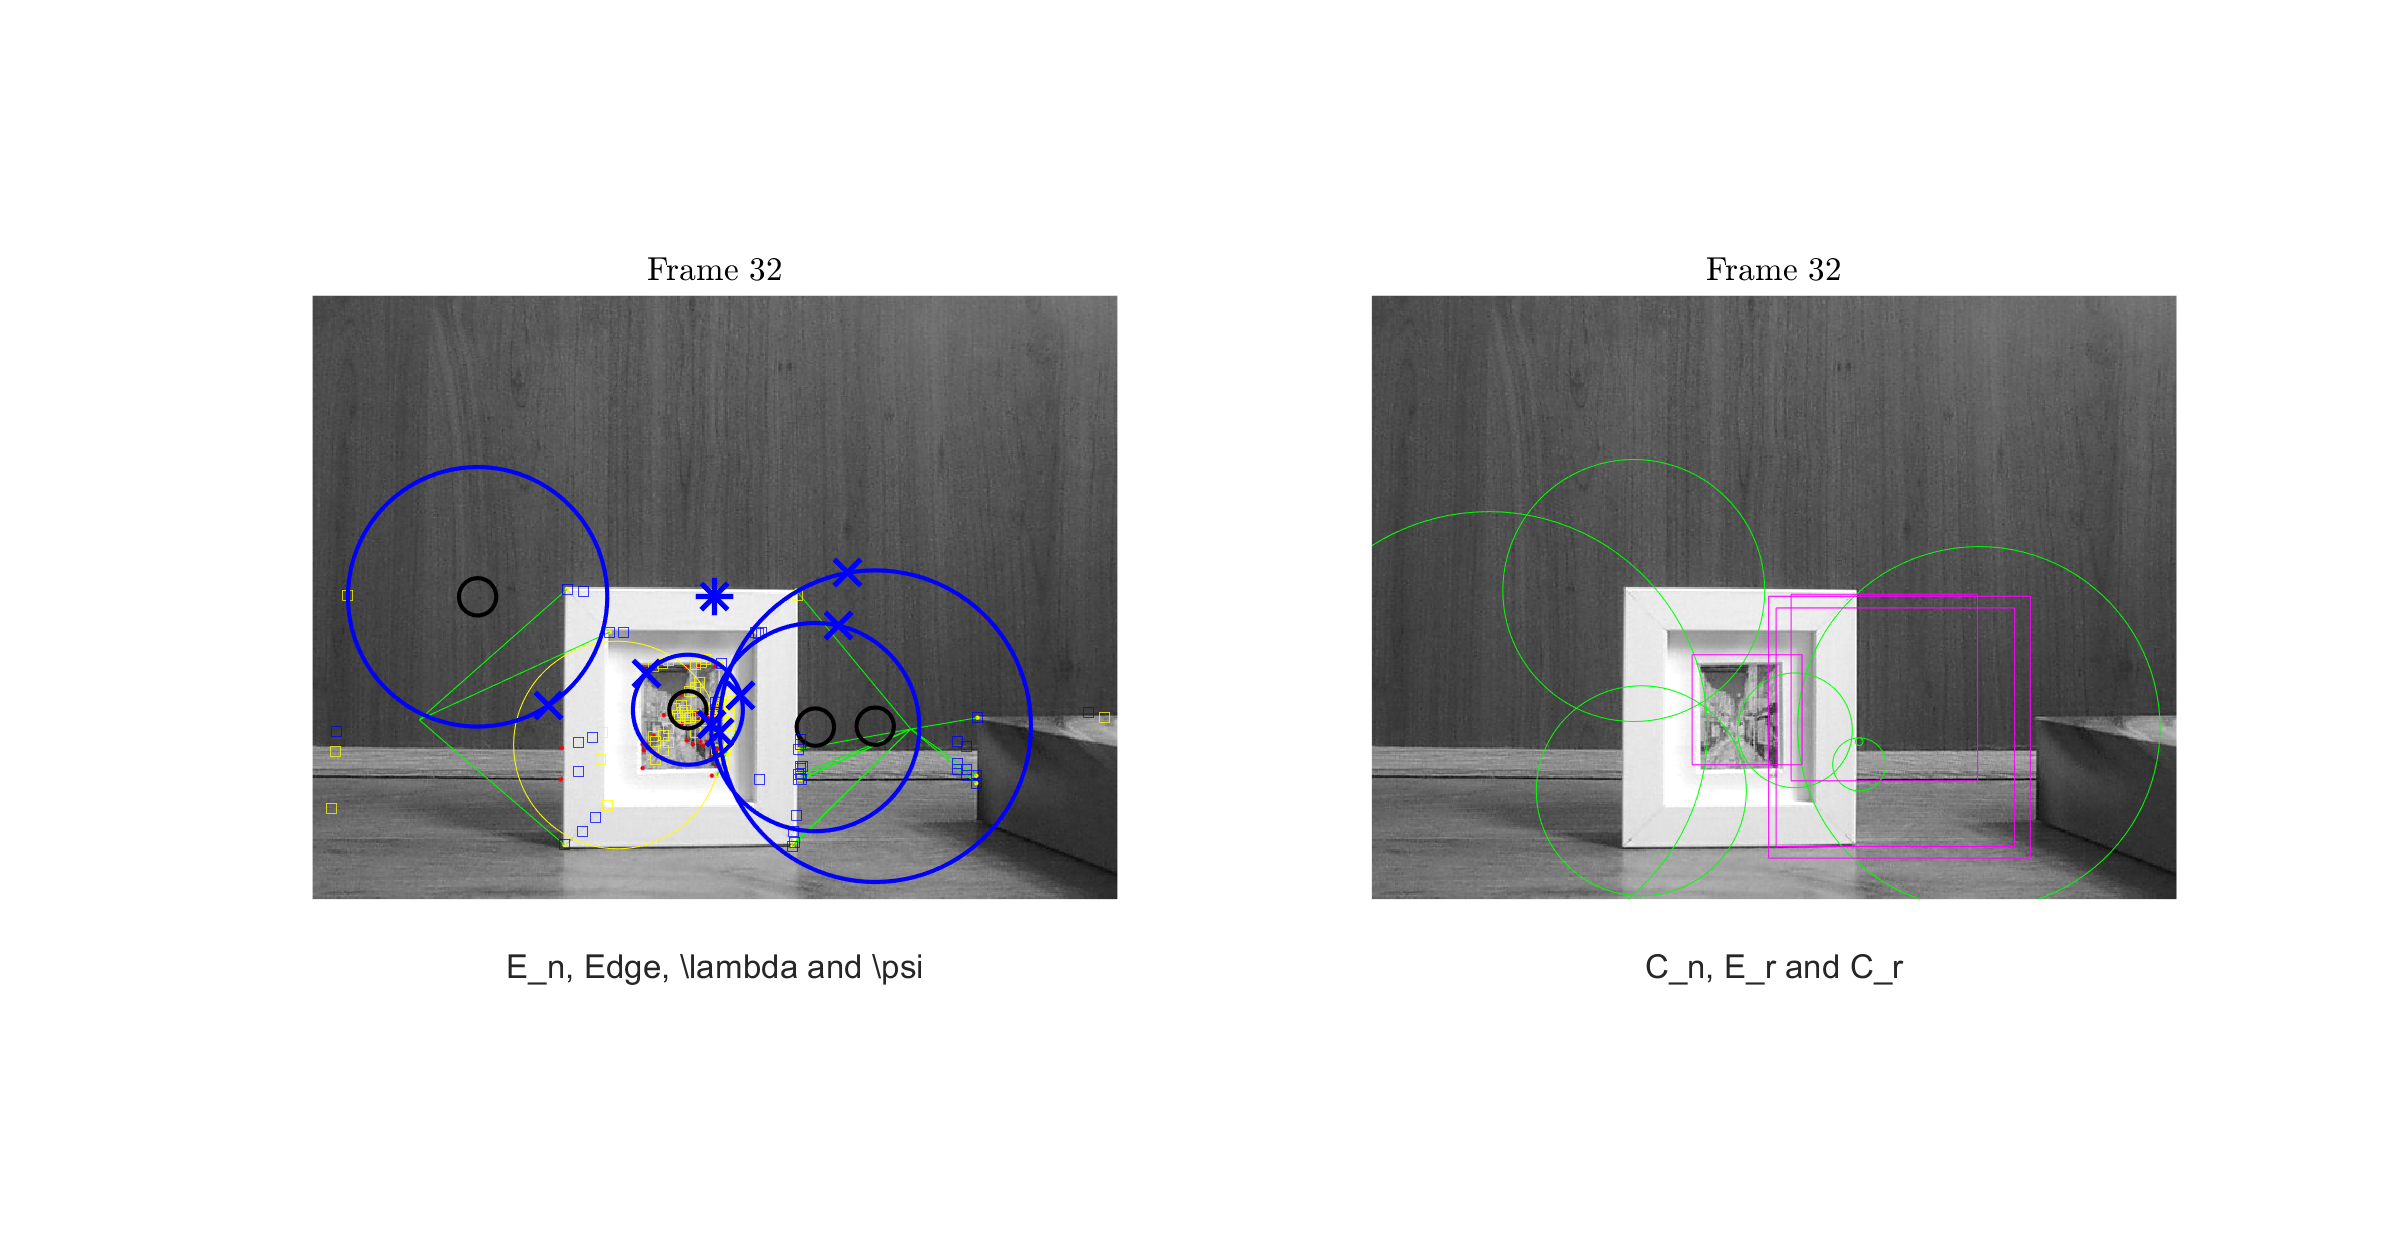 Frame 32
Frame 32
E_n, Edge, \lambda and \psi
C_n, E_r and C_r